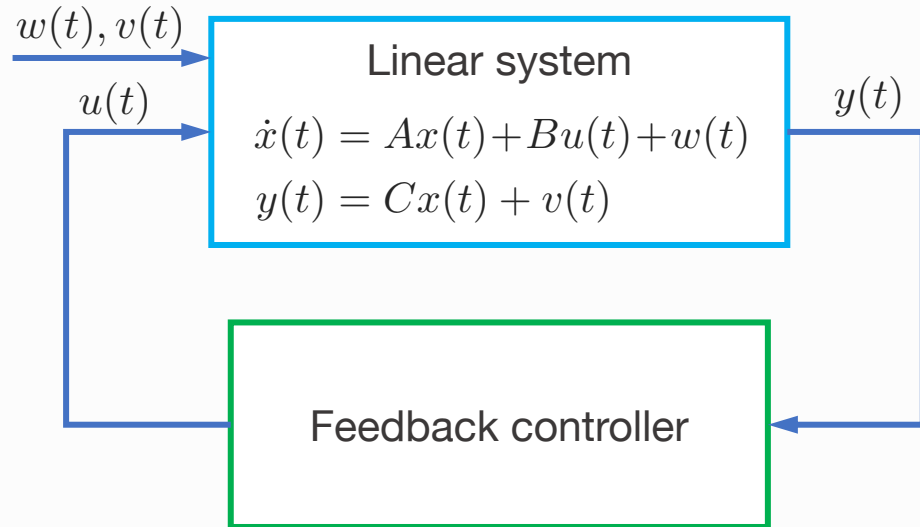 w(t), v(t)
Linear system
u(t)
y(t)
ẋ(t) = Ax(t)+Bu(t)+w(t)
y(t) = Cx(t) + v(t)
Feedback controller